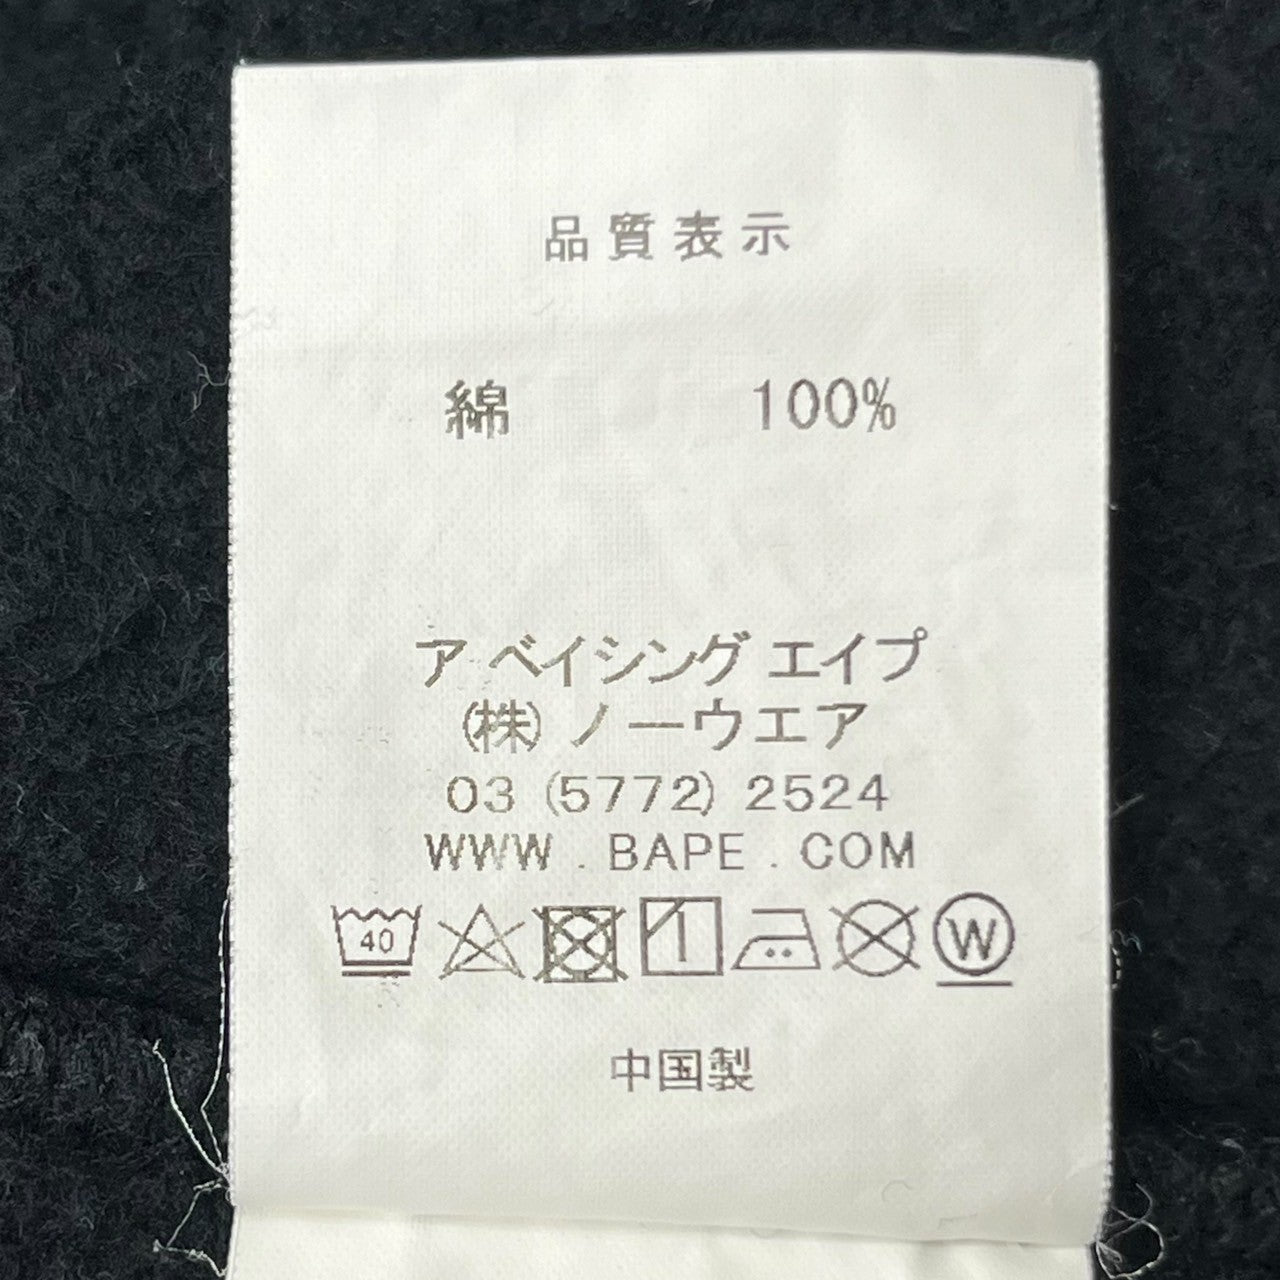 品質表示
綿 100%
ア ベイシング エイプ
(株) ノーウエア
03 (5772) 2524
WWW . BAPE . COM
40 W
中国製